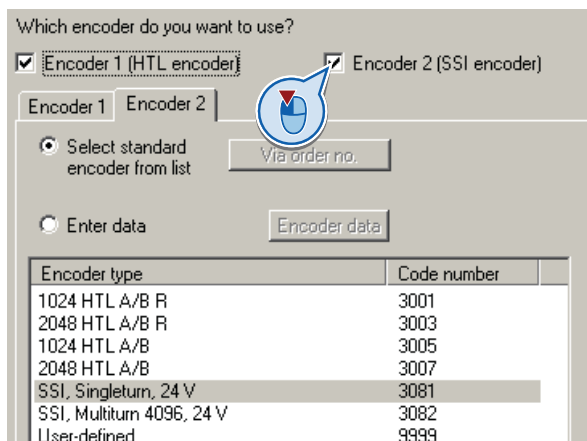 Which encoder do you want to use?
Encoder 1 (HTL encoder) Encoder 2 (SSI encoder)
Encoder 1 Encoder 2
Select standard
encoder from list
Via order no.
Enter data Encoder data
Encoder type Code number
1024 HTL A/B R 3001
2048 HTL A/B R 3003
1024 HTL A/B 3005
2048 HTL A/B 3007
SSI, Singleturn, 24 V 3081
SSI, Multiturn 4096, 24 V 3082
User-defined 9999